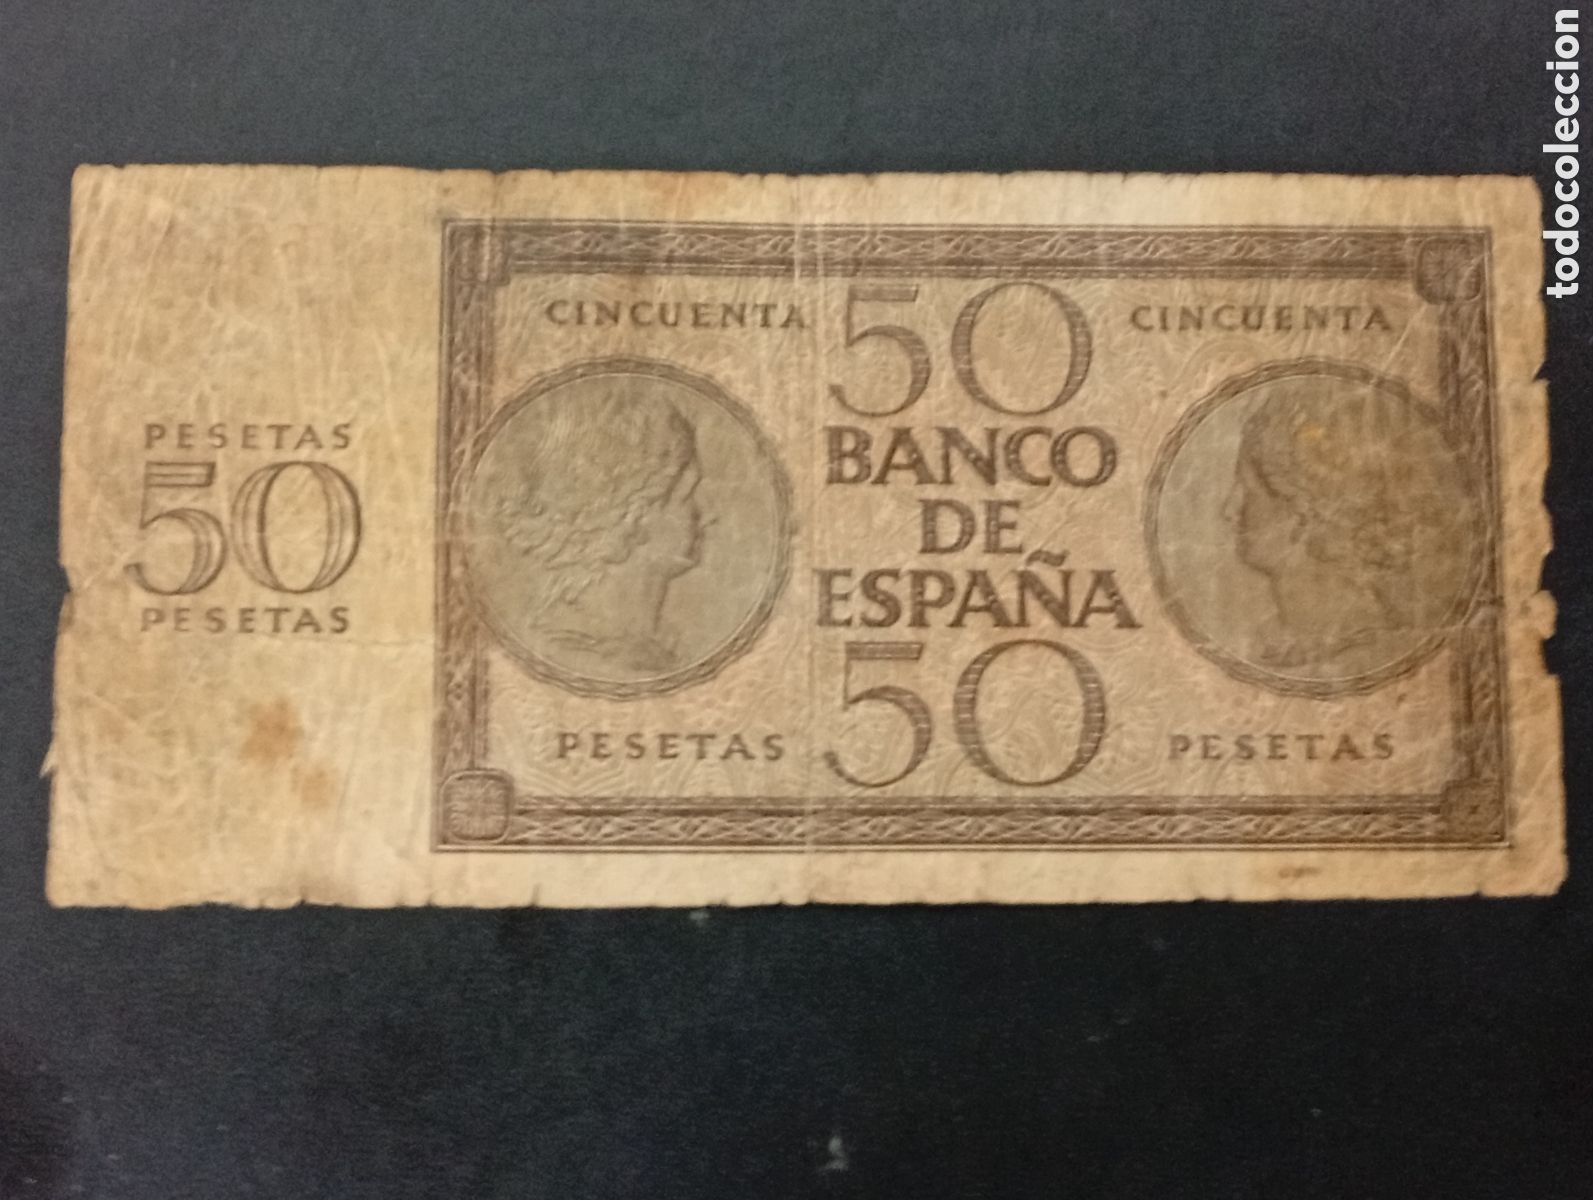 CINCUENTA 50 CINCUENTA
PESETAS
50
PESETAS
BANCO
DE
ESPAÑA
PESETAS 50 PESETAS
todocoleccion